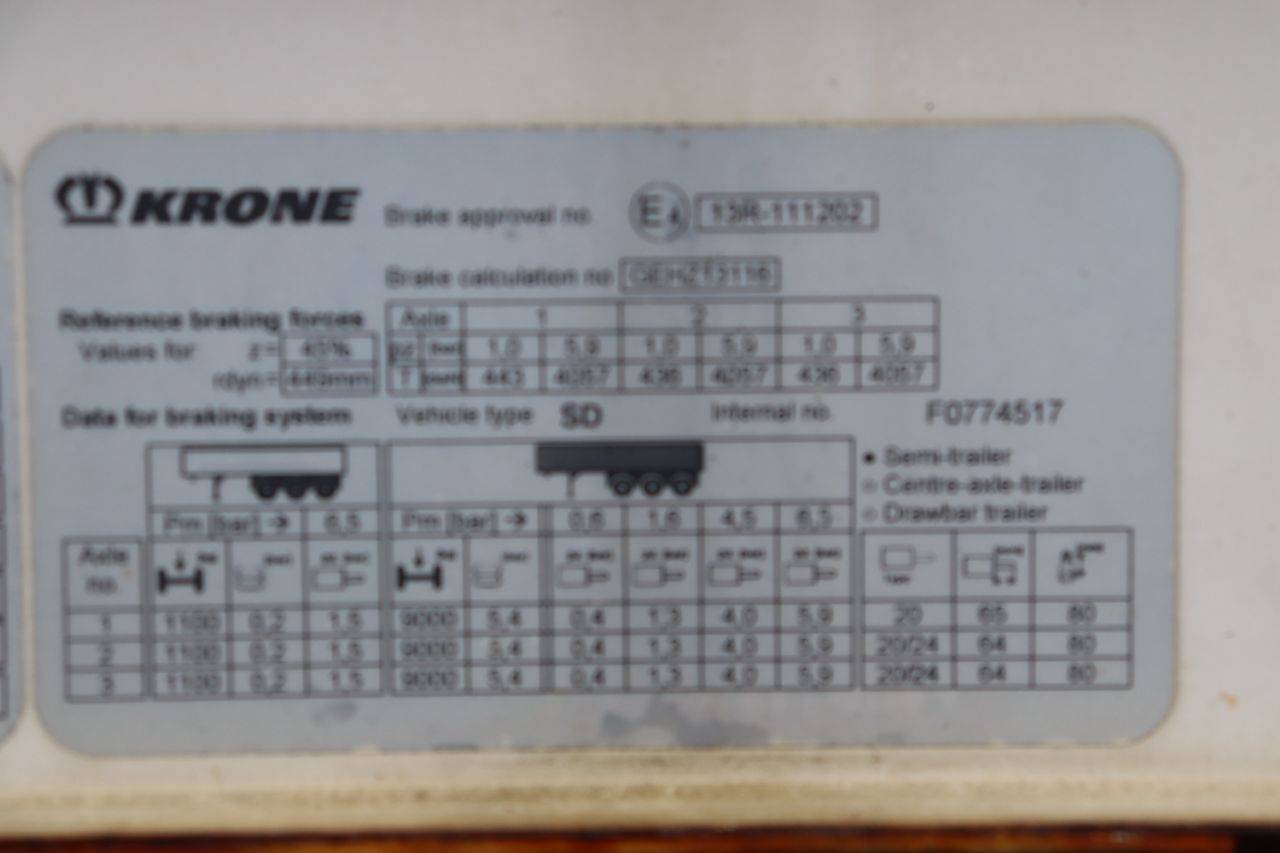 KRONE Brake approval no. E4 13R-111202
Brake calculation no
Reference braking forces Axle 1 2 3
Values for z= 45% 1,0 5,9 1,0 5,9 1,0 5,9
rdyn= 449mm T 443 4057 436 4057 436 4057
Data for braking system Vehicle type SD Internal no. F0774517
Semi-trailer
Centre-axle-trailer
Drawbar trailer
Pm [bar] → 6,5 Pm [bar] → 0,6 1,6 4,5 6,5
Axle
no.
1 1100 0,2 1,5 9000 5,4 0,4 1,3 4,0 5,9 20 65 80
2 1100 0,2 1,5 9000 5,4 0,4 1,3 4,0 5,9 20/24 64 80
3 1100 0,2 1,5 9000 5,4 0,4 1,3 4,0 5,9 20/24 64 80